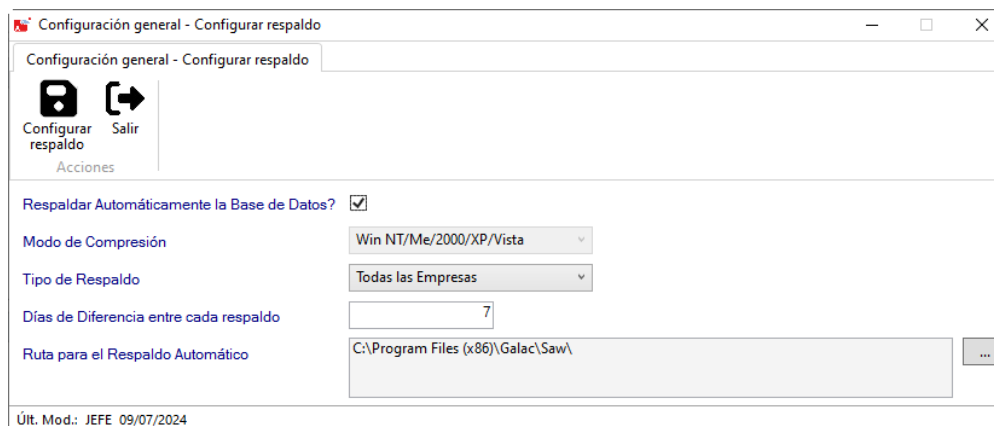 Configuración general - Configurar respaldo
Configuración general - Configurar respaldo
Configurar respaldo
Salir
Acciones
Respaldar Automáticamente la Base de Datos?
Modo de Compresión
Win NT/Me/2000/XP/Vista
Tipo de Respaldo
Todas las Empresas
Días de Diferencia entre cada respaldo
7
Ruta para el Respaldo Automático
C:\Program Files (x86)\Galac\Saw\
...
Últ. Mod.: JEFE 09/07/2024